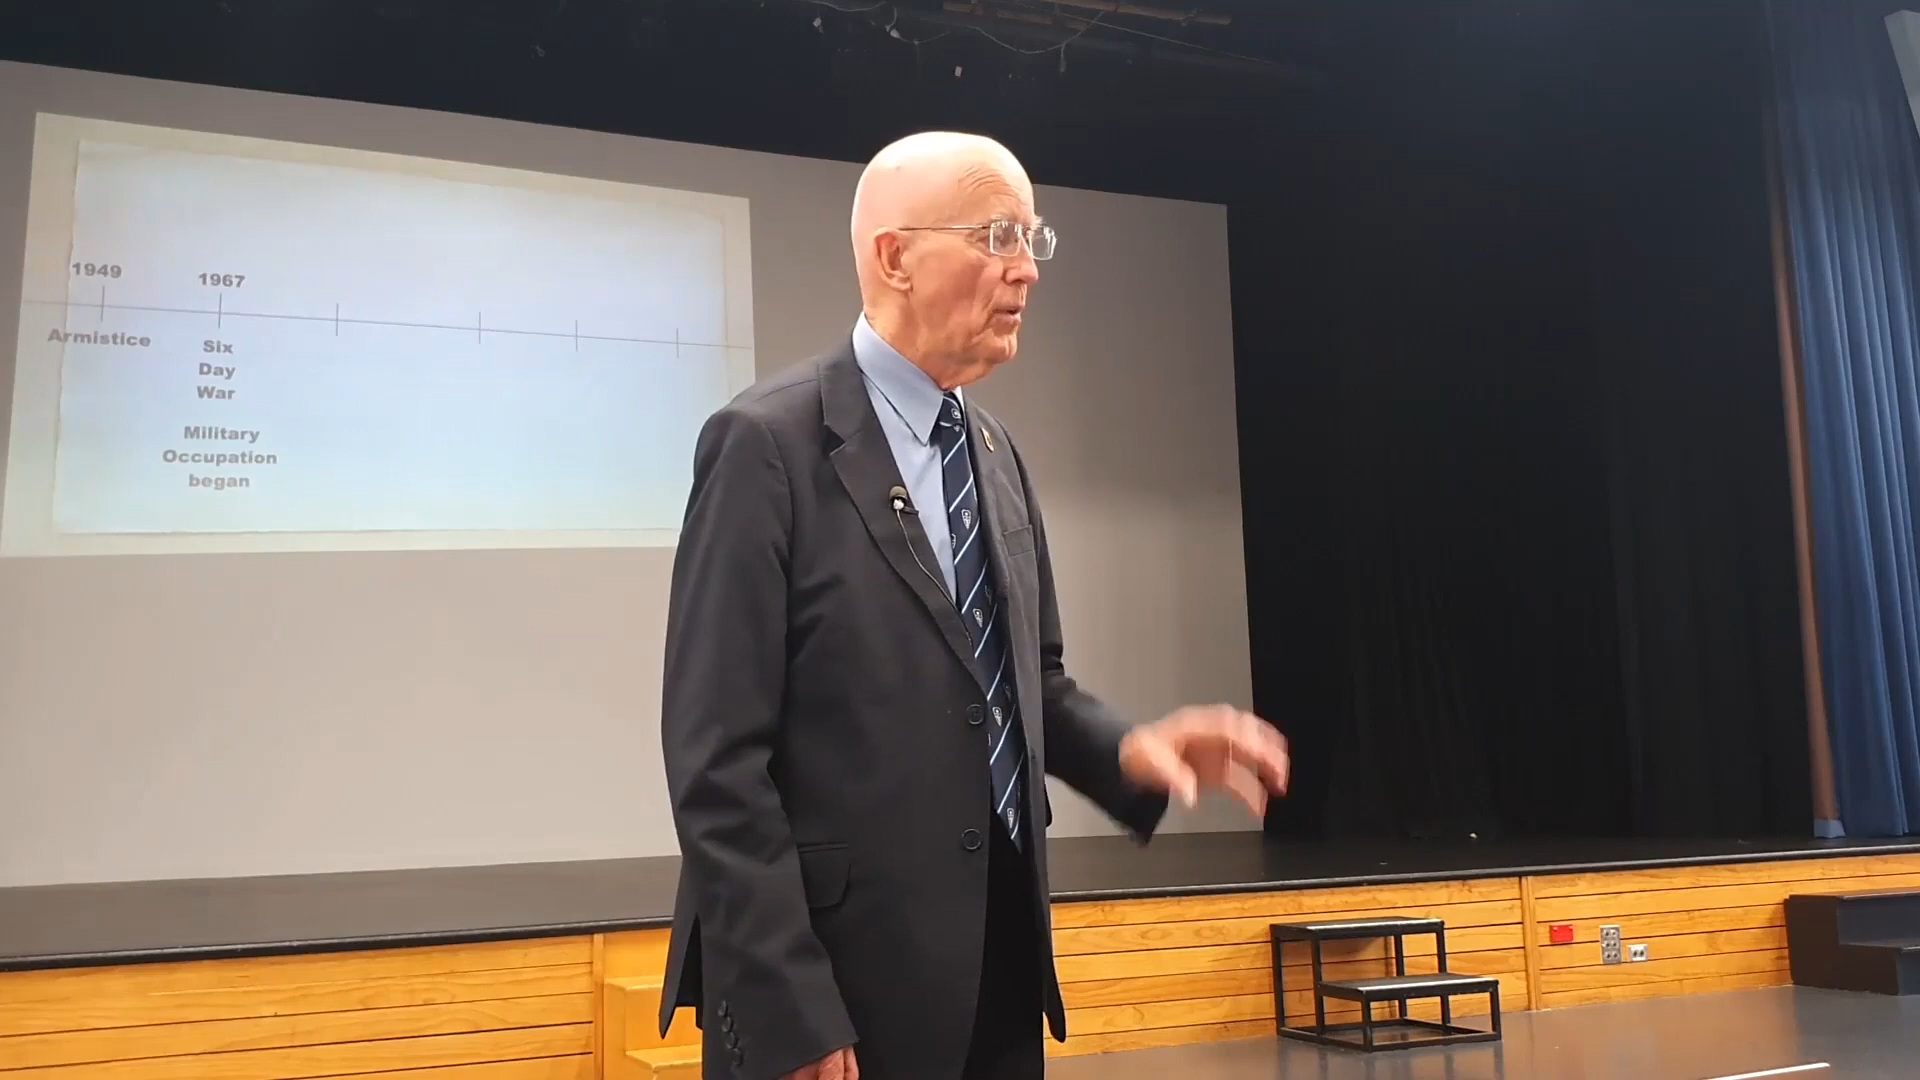 1949
1967
Armistice
Six
Day
War
Military
Occupation
began